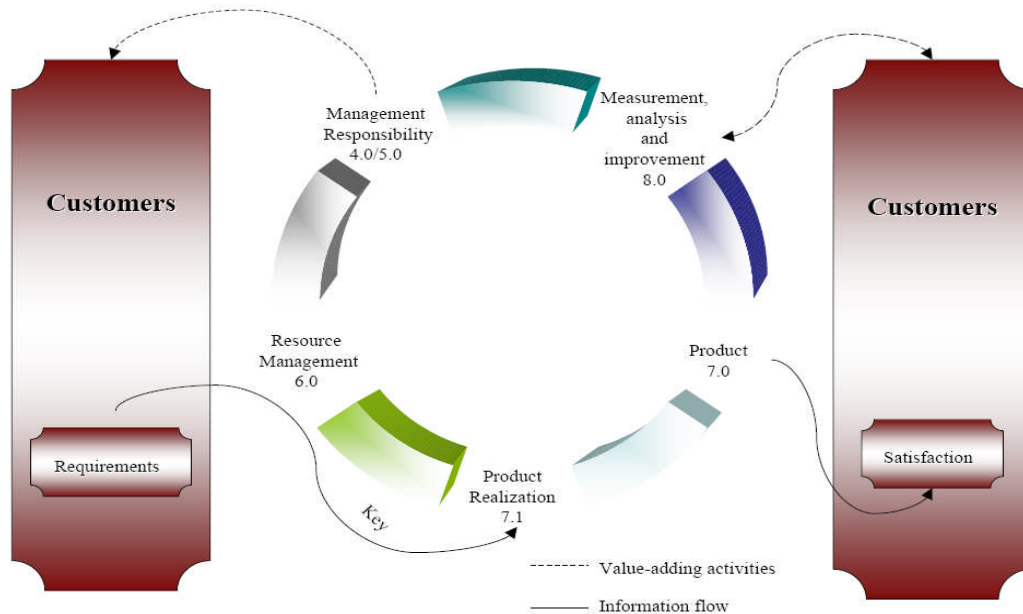 Management
Responsibility
4.0/5.0
Measurement,
analysis
and
improvement
8.0
Customers
Customers
Resource
Management
6.0
Product
7.0
Requirements
Satisfaction
Product
Realization
7.1
Key
Value-adding activities
Information flow